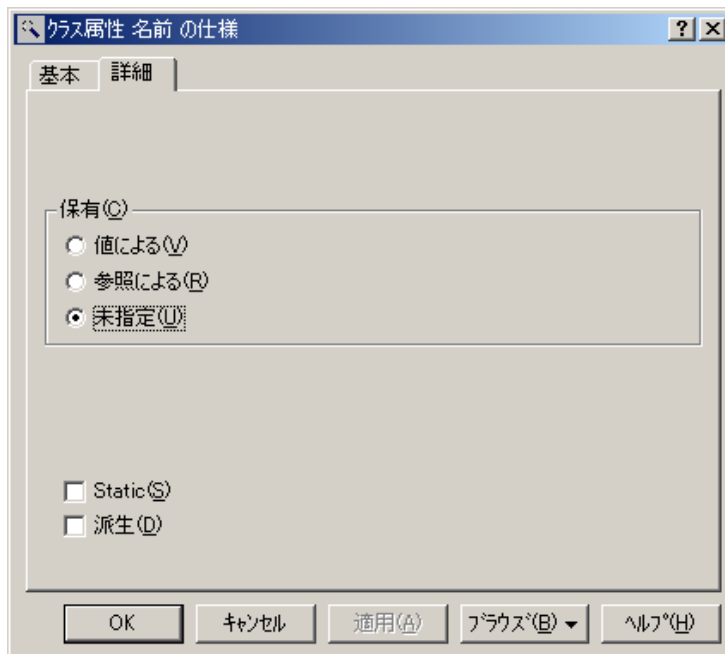 クラス属性 名前 の仕様
基本 詳細
保有(C)
値による(V)
参照による(R)
未指定(U)
Static(S)
派生(D)
OK キャンセル 適用(A) ブラウズ(B) ヘルプ(H)